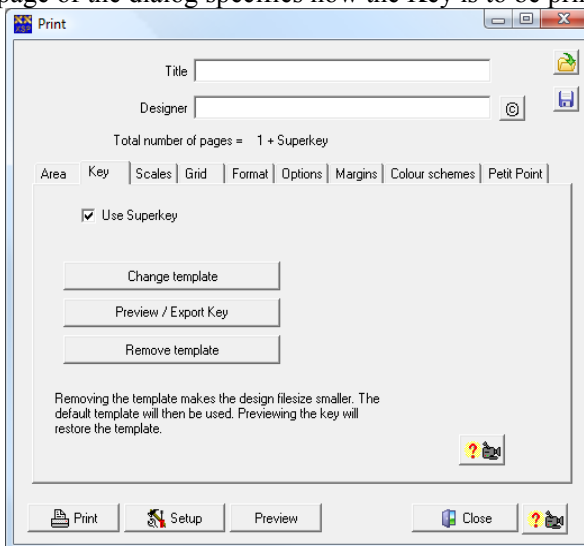 page of the dialog specifies how the Key is to be pri
Print
Title
Designer
©
Total number of pages = 1 + Superkey
Area Key Scales Grid Format Options Margins Colour schemes Petit Point
Use Superkey
Change template
Preview / Export Key
Remove template
Removing the template makes the design filesize smaller. The
default template will then be used. Previewing the key will
restore the template.
?
Print Setup Preview Close ?